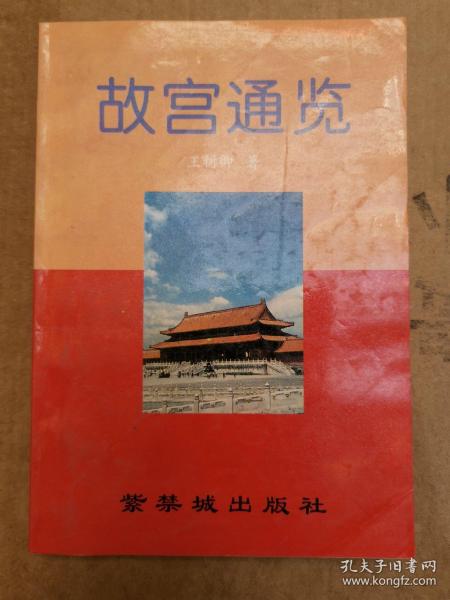 故宫通览
王树卿 著
紫禁城出版社
孔夫子旧书网
www.kongfz.com